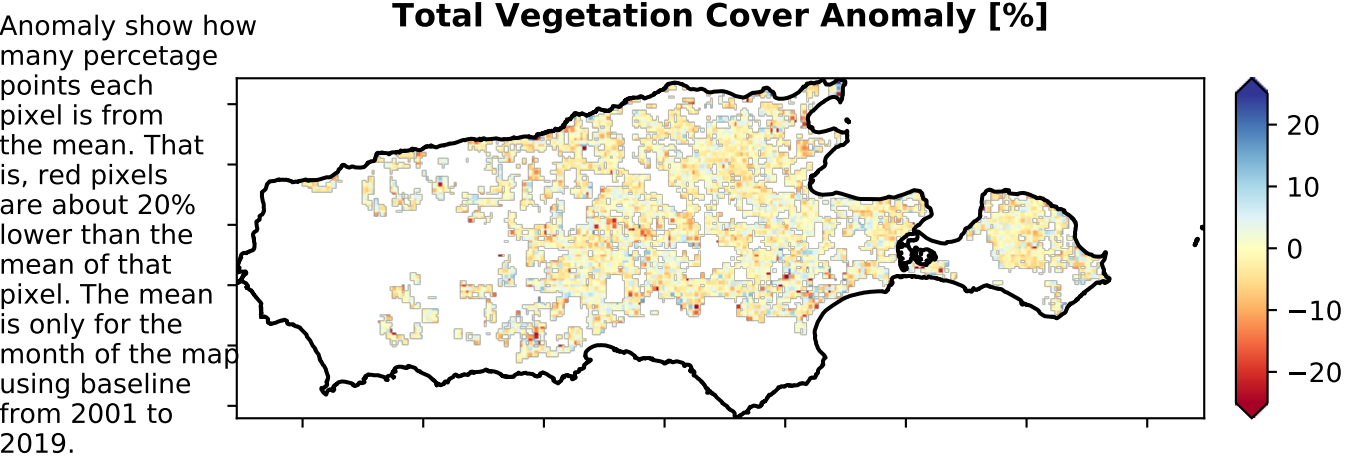 Total Vegetation Cover Anomaly [%]
Anomaly show how
many percetage
points each
pixel is from
the mean. That
is, red pixels
are about 20%
lower than the
mean of that
pixel. The mean
is only for the
month of the map
using baseline
from 2001 to
2019.
20
10
0
−10
−20